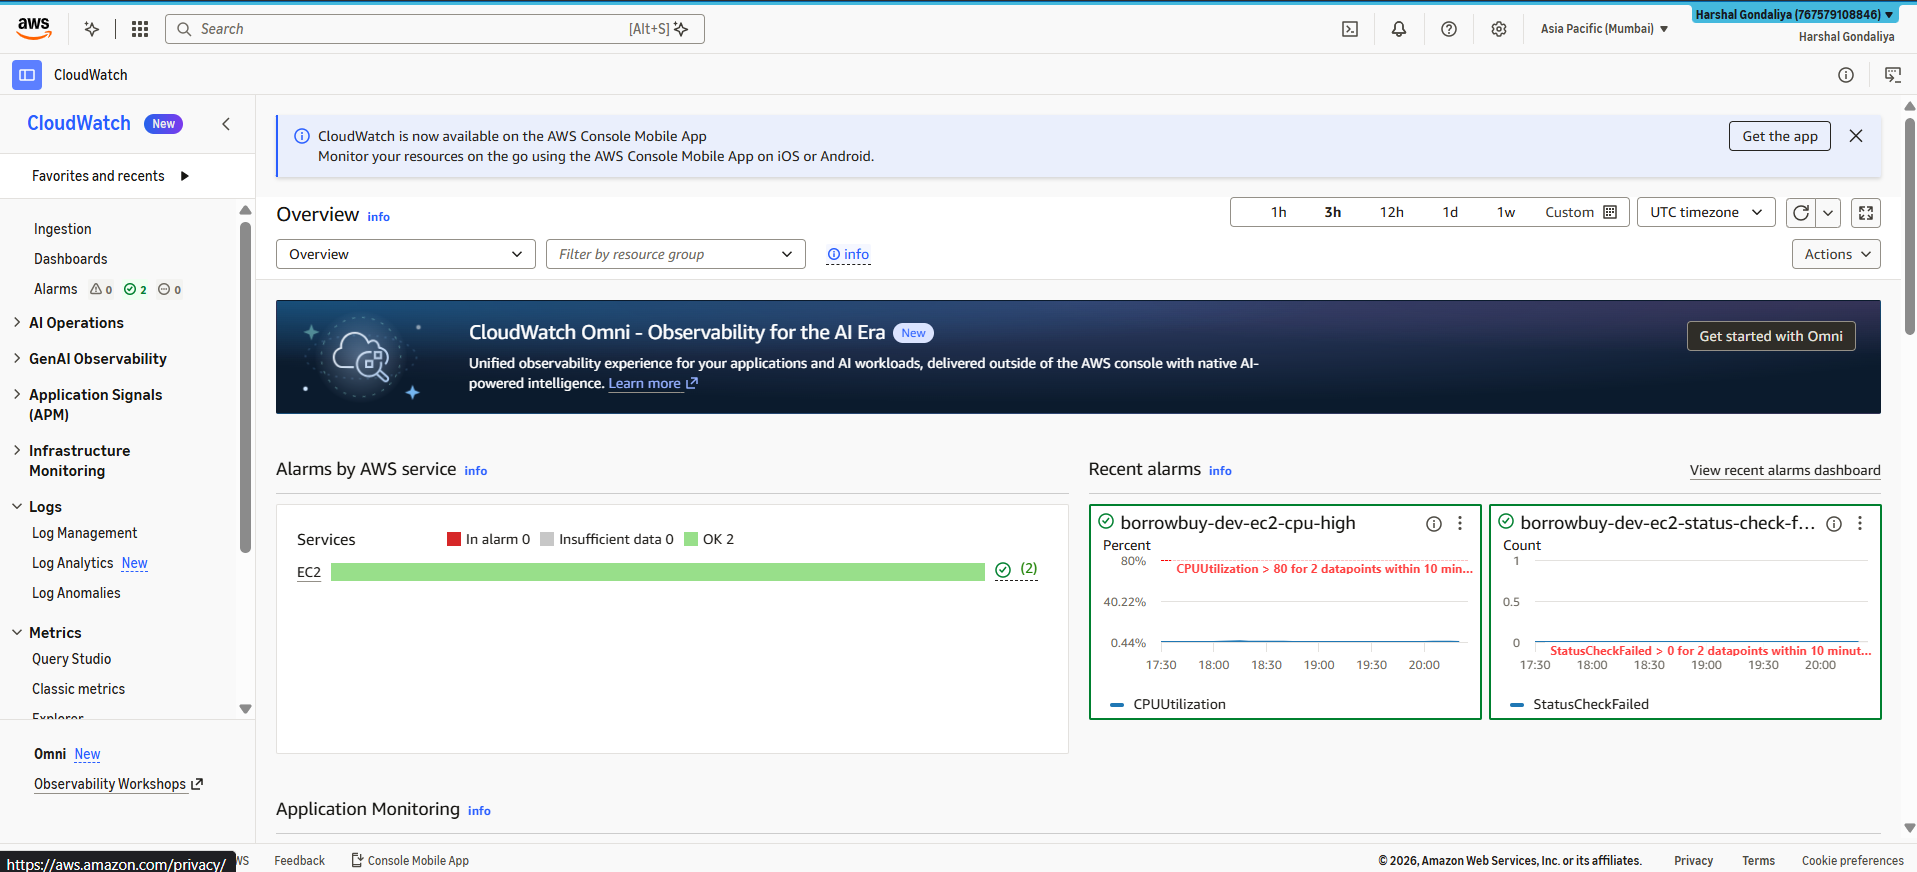 aws
Search
[Alt+S]
Asia Pacific (Mumbai)
Harshal Gondaliya (767579108846)
Harshal Gondaliya
CloudWatch
CloudWatch New
Favorites and recents
Ingestion
Dashboards
Alarms 0 2 0
AI Operations
GenAI Observability
Application Signals
(APM)
Infrastructure
Monitoring
Logs
Log Management
Log Analytics New
Log Anomalies
Metrics
Query Studio
Classic metrics
Explorer
Omni New
Observability Workshops
CloudWatch is now available on the AWS Console Mobile App
Monitor your resources on the go using the AWS Console Mobile App on iOS or Android.
Get the app
Overview info
1h 3h 12h 1d 1w Custom
UTC timezone
Overview
Filter by resource group
info
Actions
CloudWatch Omni - Observability for the AI Era New
Unified observability experience for your applications and AI workloads, delivered outside of the AWS console with native AI-
powered intelligence. Learn more
Get started with Omni
Alarms by AWS service info
Services
In alarm 0 Insufficient data 0 OK 2
EC2
(2)
Recent alarms info
View recent alarms dashboard
borrowbuy-dev-ec2-cpu-high
Percent
80%
CPUUtilization > 80 for 2 datapoints within 10 min...
40.22%
0.44%
17:30 18:00 18:30 19:00 19:30 20:00
CPUUtilization
borrowbuy-dev-ec2-status-check-f...
Count
1
0.5
0
StatusCheckFailed > 0 for 2 datapoints within 10 minut...
17:30 18:00 18:30 19:00 19:30 20:00
StatusCheckFailed
Application Monitoring info
https://aws.amazon.com/privacy/
WS
Feedback
Console Mobile App
© 2026, Amazon Web Services, Inc. or its affiliates.
Privacy
Terms
Cookie preferences